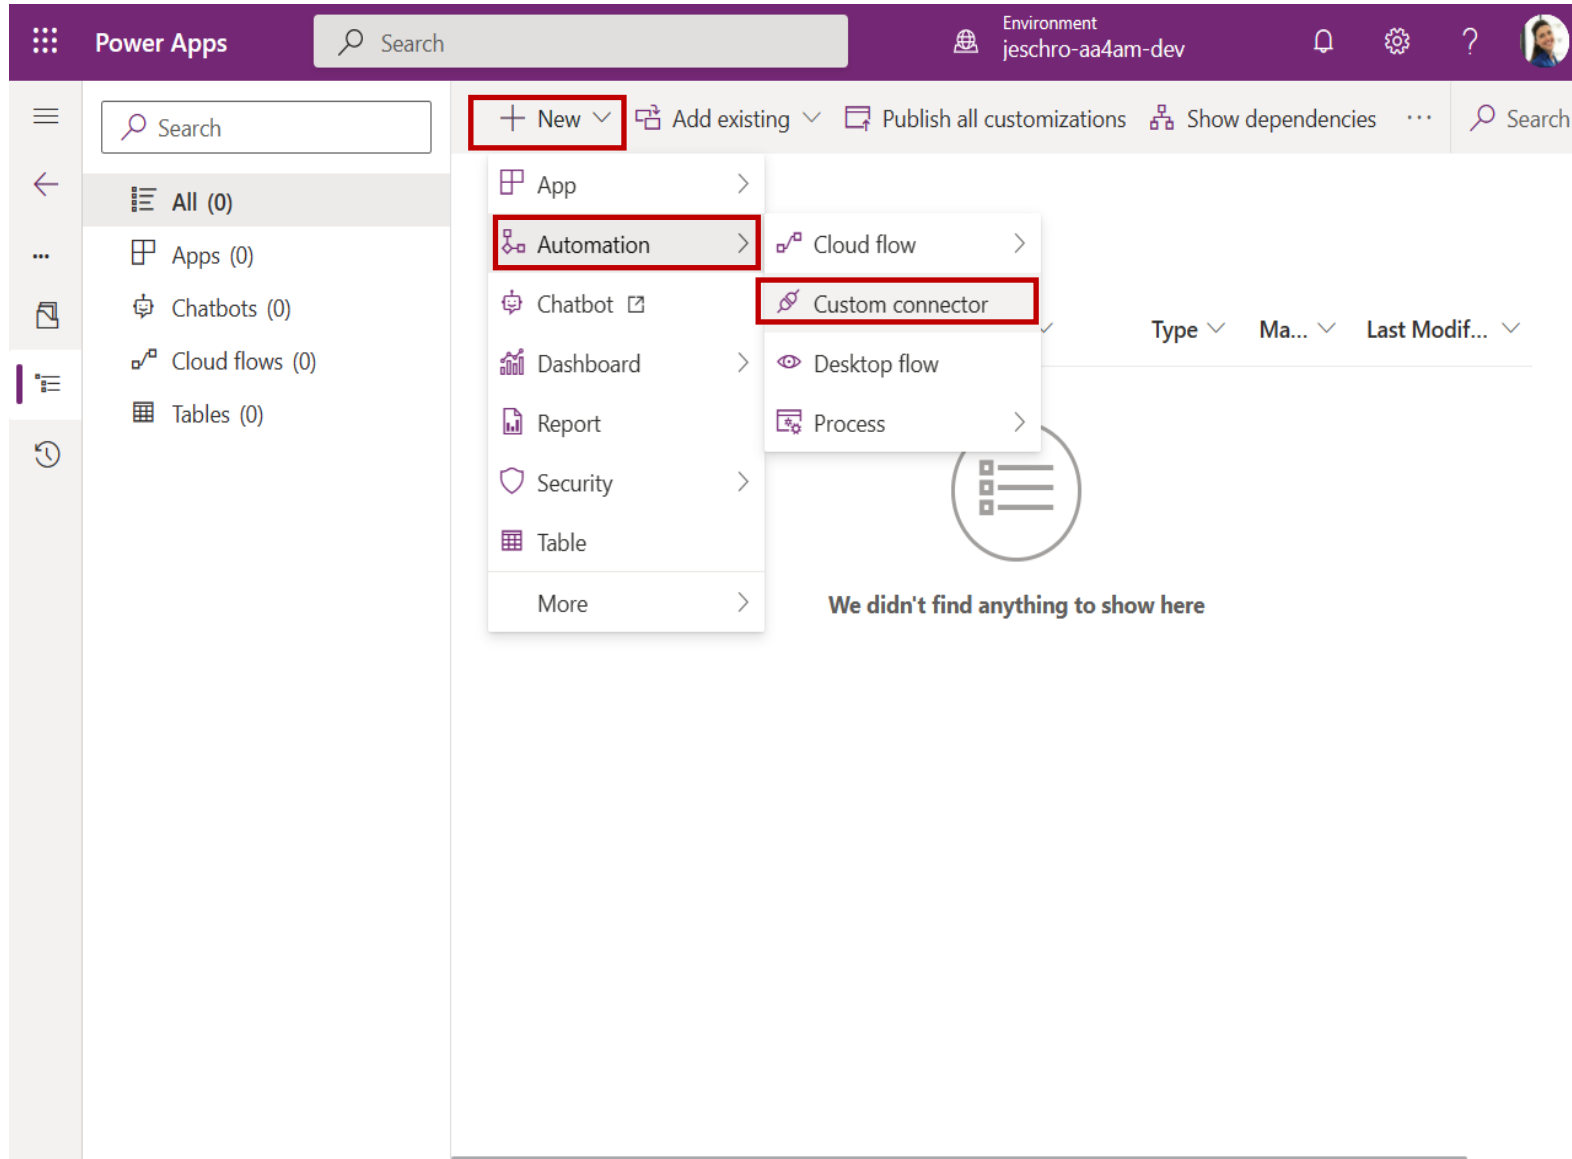 Power Apps
Search
Environment
jeschro-aa4am-dev
?
Search
All (0)
Apps (0)
Chatbots (0)
Cloud flows (0)
Tables (0)
New
Add existing
Publish all customizations
Show dependencies
...
Search
App
Automation
Chatbot
Dashboard
Report
Security
Table
More
Cloud flow
Custom connector
Desktop flow
Process
Type
Ma...
Last Modif...
We didn't find anything to show here